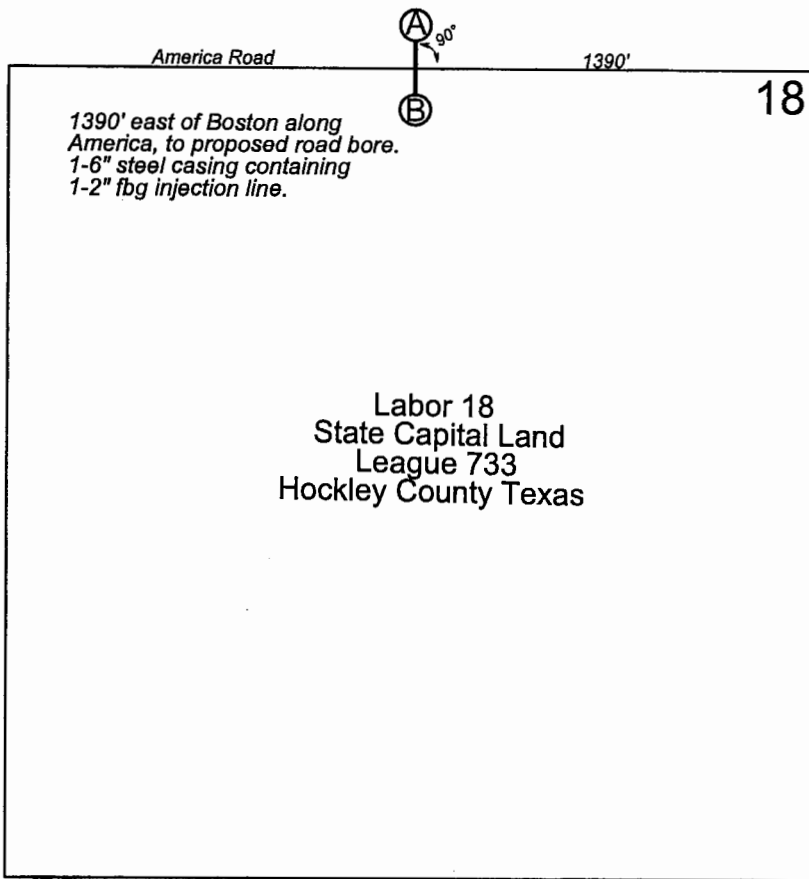 A
90°
America Road 1390'
B
18
1390' east of Boston along
America, to proposed road bore.
1-6" steel casing containing
1-2" fbg injection line.
Labor 18
State Capital Land
League 733
Hockley County Texas